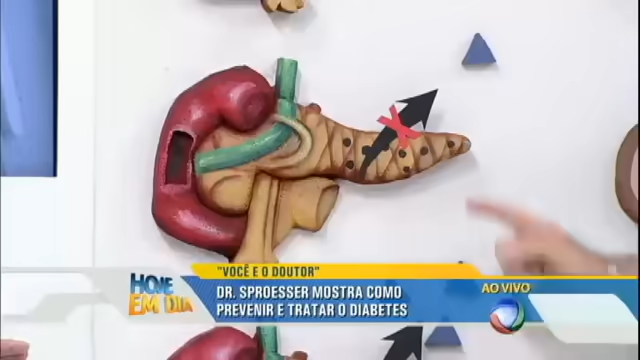 "VOCÊ E O DOUTOR"
HOJE
EM DIA
DR. SPROESSER MOSTRA COMO
PREVENIR E TRATAR O DIABETES
AO VIVO